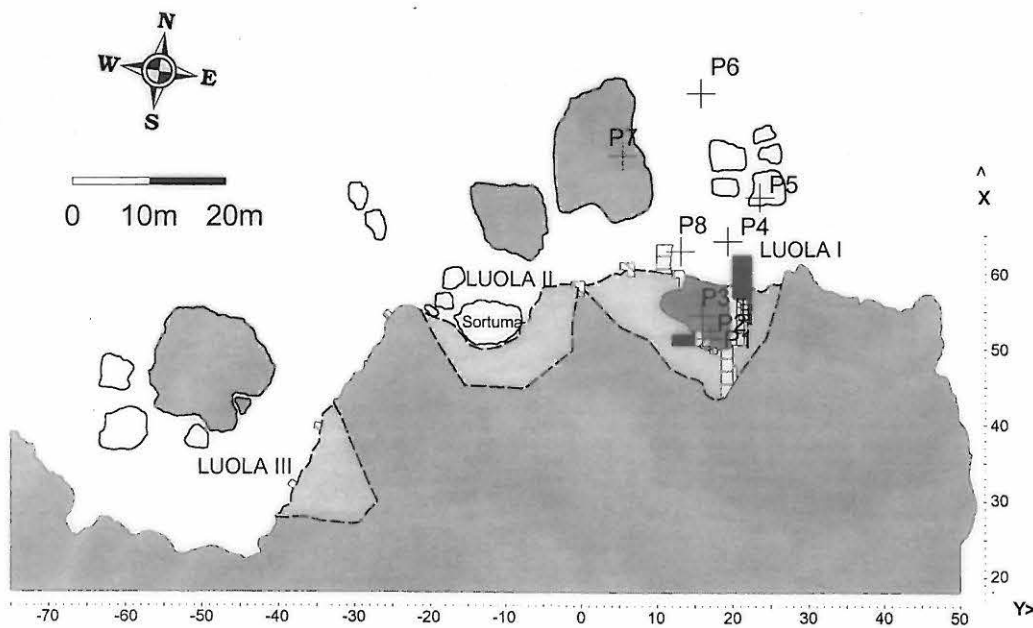 N
W E
S
0 10m 20m
P6
P7
P5
P8 P4
LUOLA I
LUOLA II
Sortuma
P3
P2
P1
LUOLA III
^
X
60
50
40
30
20
-70 -60 -50 -40 -30 -20 -10 0 10 20 30 40 50
Y>